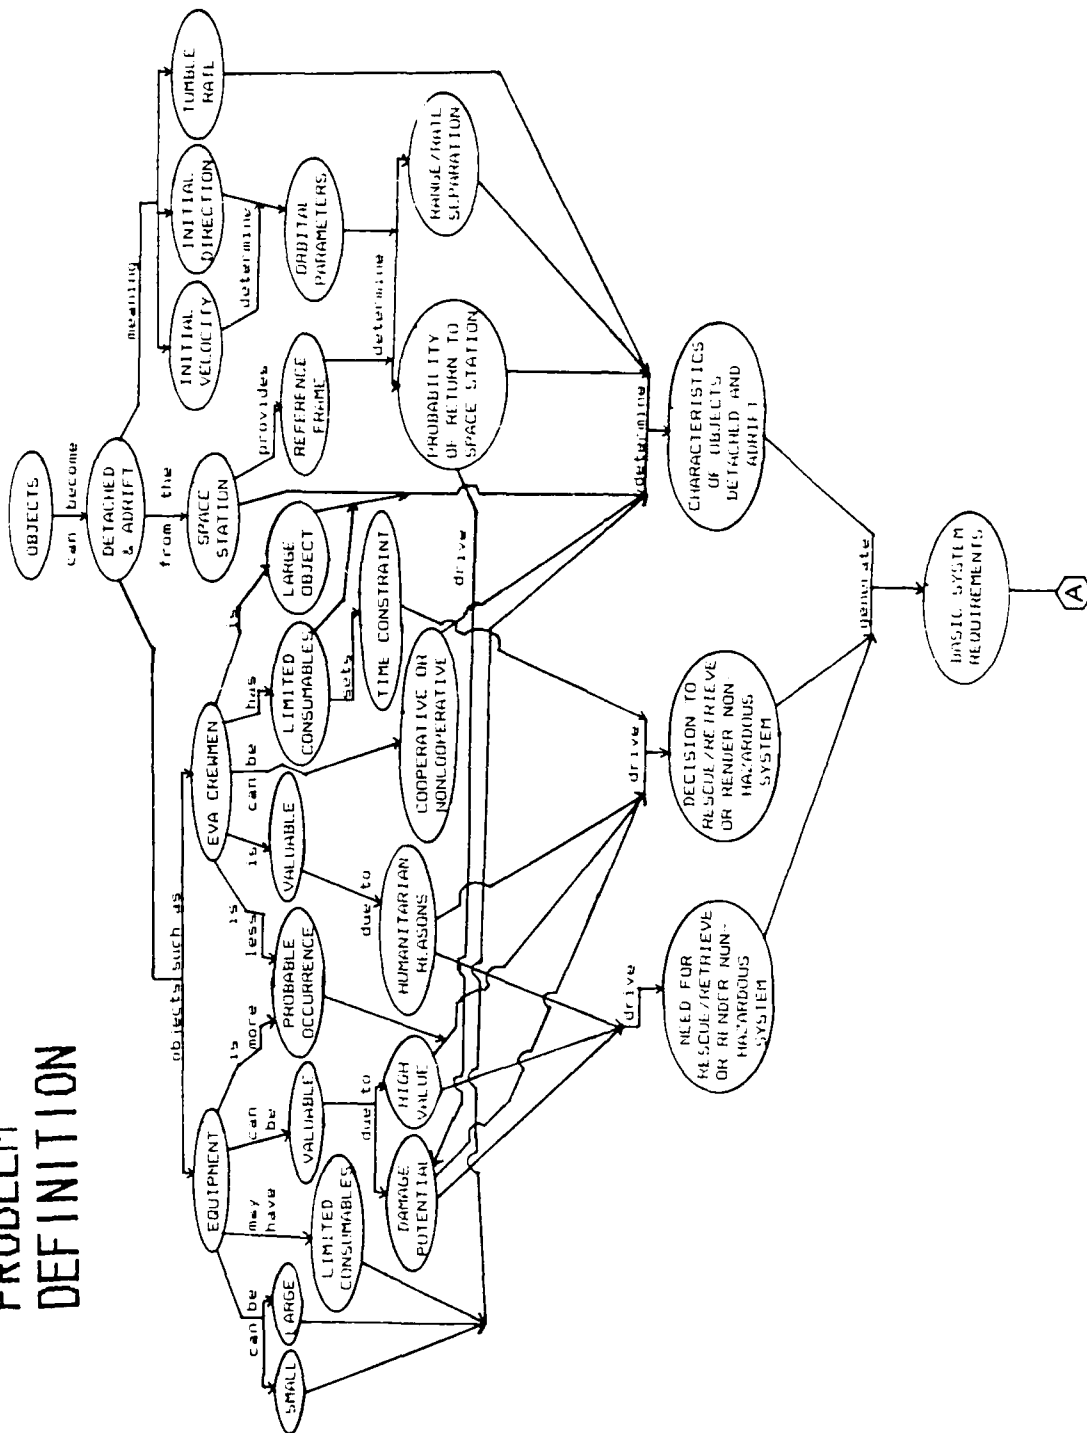 PROBLEM
DEFINITION
OBJECTS
can become
DETACHED
& ADRIFT
from the
SPACE
STATION
meaning
INITIAL
VELOCITY
INITIAL
DIRECTION
TUMBLE
determine
provides
REFERENCE
FRAME
ORBITAL
PARAMETERS
determine
PROBABILITY
OF RETURN TO
SPACE STATION
RANGE/RATE
SEPARATION
objects such as
EQUIPMENT
EVA CREWMEN
can be
SMALL
LARGE
may
have
LIMITED
CONSUMABLES
can
be
VALUABLE
is
more
PROBABLE
OCCURRENCE
is
less
is
VALUABLE
can be
has
LIMITED
CONSUMABLES
is
LARGE
OBJECT
sets
TIME CONSTRAINT
COOPERATIVE OR
NONCOOPERATIVE
due to
HUMANITARIAN
REASONS
due to
DAMAGE
POTENTIAL
HIGH
VALUE
drive
determine
CHARACTERISTICS
OF OBJECTS
DETACHED AND
ADRIFT
drive
DECISION TO
RESCUE/RETRIEVE
OR RENDER NON-
HAZARDOUS
SYSTEM
drive
NEED FOR
RESCUE/RETRIEVE
OR RENDER NON-
HAZARDOUS
SYSTEM
generate
BASIC SYSTEM
REQUIREMENTS
A